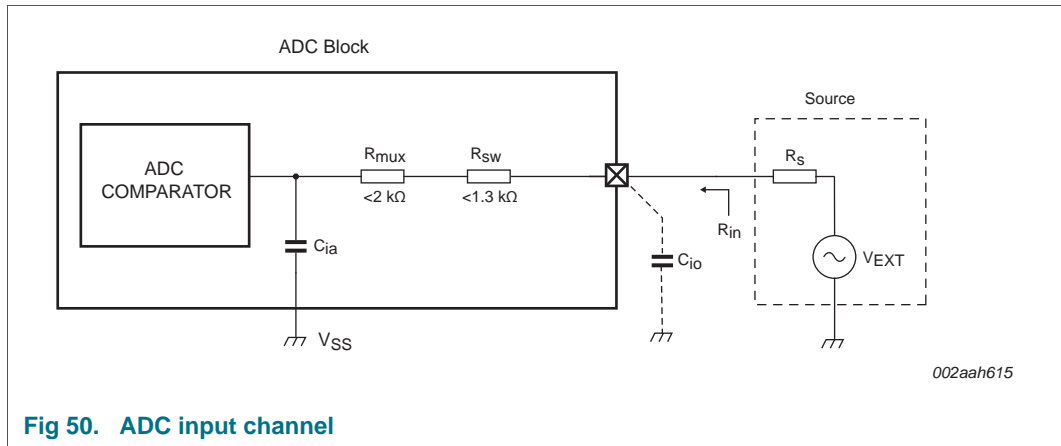 ADC Block
Source
ADC
COMPARATOR
Rmux
<2 kΩ
Rsw
<1.3 kΩ
Rs
Rin
Cia
Cio
VEXT
VSS
002aah615
Fig 50. ADC input channel